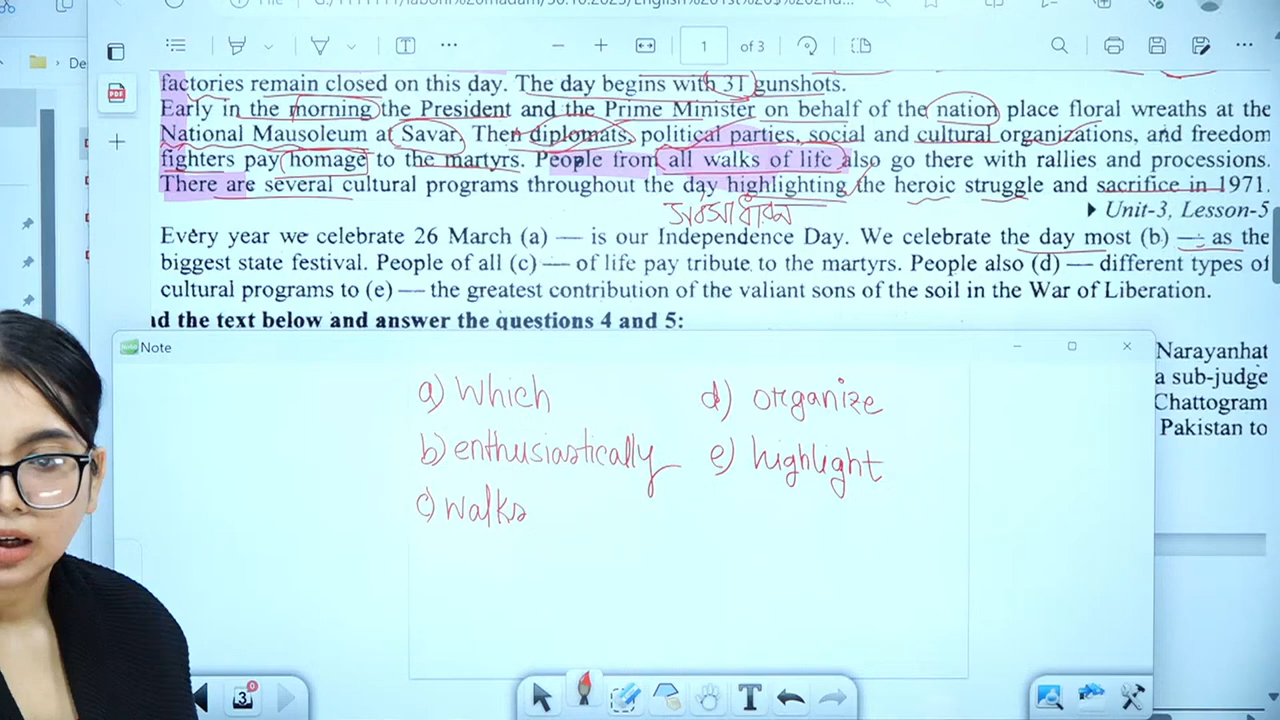 1 of 3
De
factories remain closed on this day. The day begins with 31 gunshots.
Early in the morning the President and the Prime Minister on behalf of the nation place floral wreaths at the
National Mausoleum at Savar. Then diplomats, political parties, social and cultural organizations, and freedom
fighters pay homage to the martyrs. People from all walks of life also go there with rallies and processions.
There are several cultural programs throughout the day highlighting the heroic struggle and sacrifice in 1971.
সর্বসাধারন
Unit-3, Lesson-5
Every year we celebrate 26 March (a) — is our Independence Day. We celebrate the day most (b) — as the
biggest state festival. People of all (c) — of life pay tribute to the martyrs. People also (d) — different types of
cultural programs to (e) — the greatest contribution of the valiant sons of the soil in the War of Liberation.
d the text below and answer the questions 4 and 5:
Note
Narayanhat
a sub-judge
Chattogram
Pakistan to
a) Which
d) organize
b) enthusiastically
e) highlight
c) walks
3